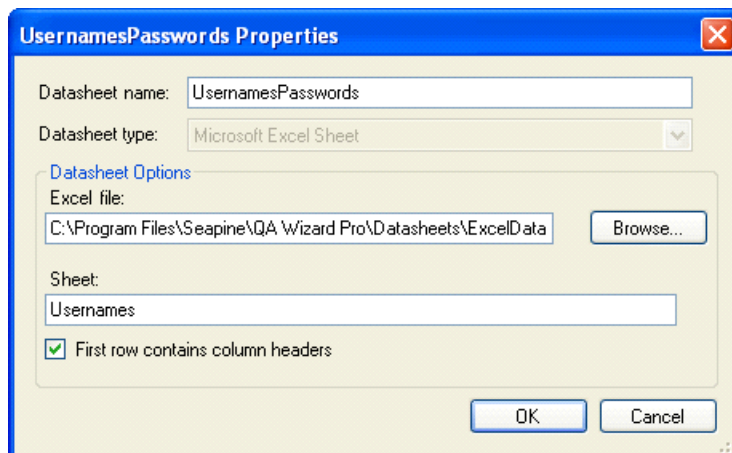 UsernamesPasswords Properties
Datasheet name: UsernamesPasswords
Datasheet type: Microsoft Excel Sheet
Datasheet Options
Excel file:
C:\Program Files\Seapine\QA Wizard Pro\Datasheets\ExcelData Browse...
Sheet:
Usernames
First row contains column headers
OK Cancel